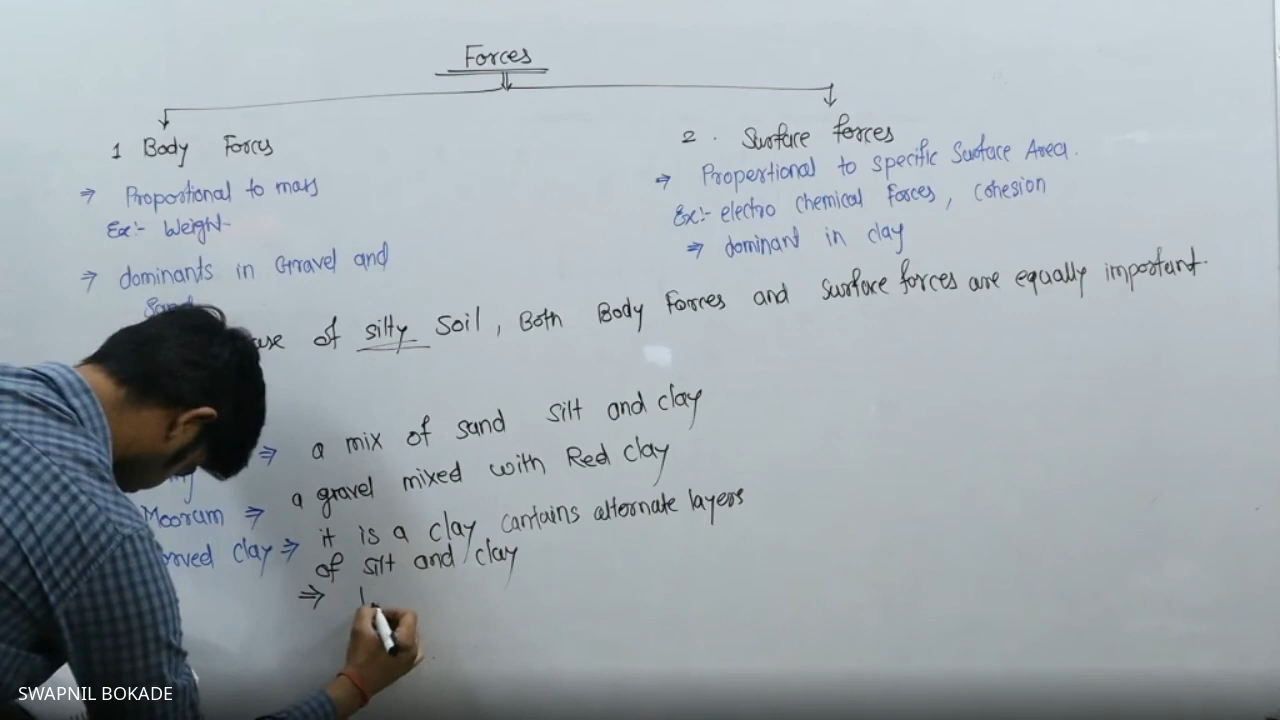 Forces
1 Body Forces
⇒ Proportional to mass
Ex:- Weight-
⇒ dominants in Gravel and
2. Surface forces
⇒ Propertional to specific Surface Area.
Ex:- electro chemical Forces, cohesion
⇒ dominant in clay
of silty Soil, Both Body Forces and surface forces are equally important.
⇒ a mix of sand silt and clay
Mooram ⇒ a gravel mixed with Red clay
clay ⇒ it is a clay contains alternate layers
of silt and clay
⇒
SWAPNIL BOKADE